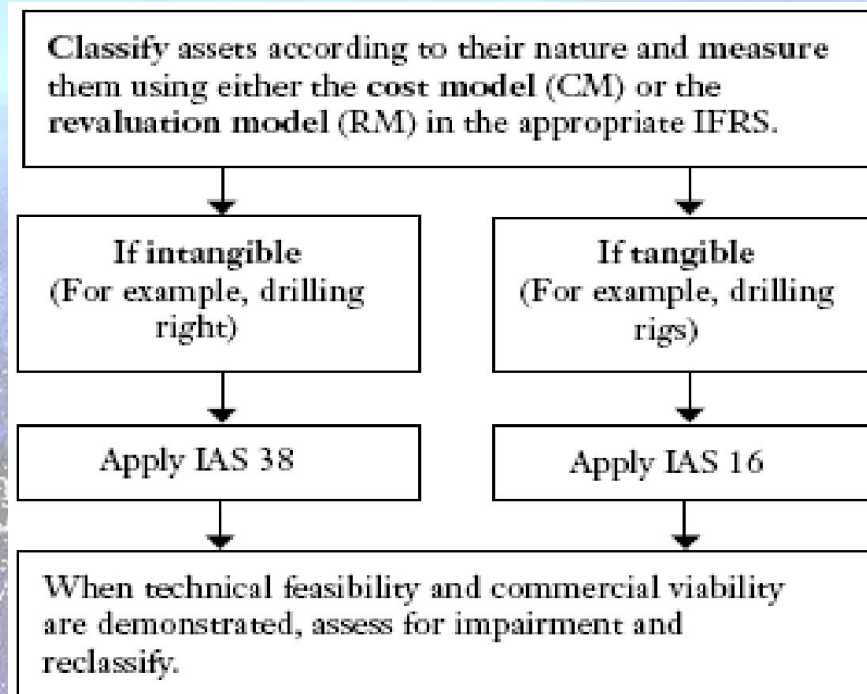 Classify assets according to their nature and measure
them using either the cost model (CM) or the
revaluation model (RM) in the appropriate IFRS.
If intangible
(For example, drilling
right)
If tangible
(For example, drilling
rigs)
Apply IAS 38
Apply IAS 16
When technical feasibility and commercial viability
are demonstrated, assess for impairment and
reclassify.